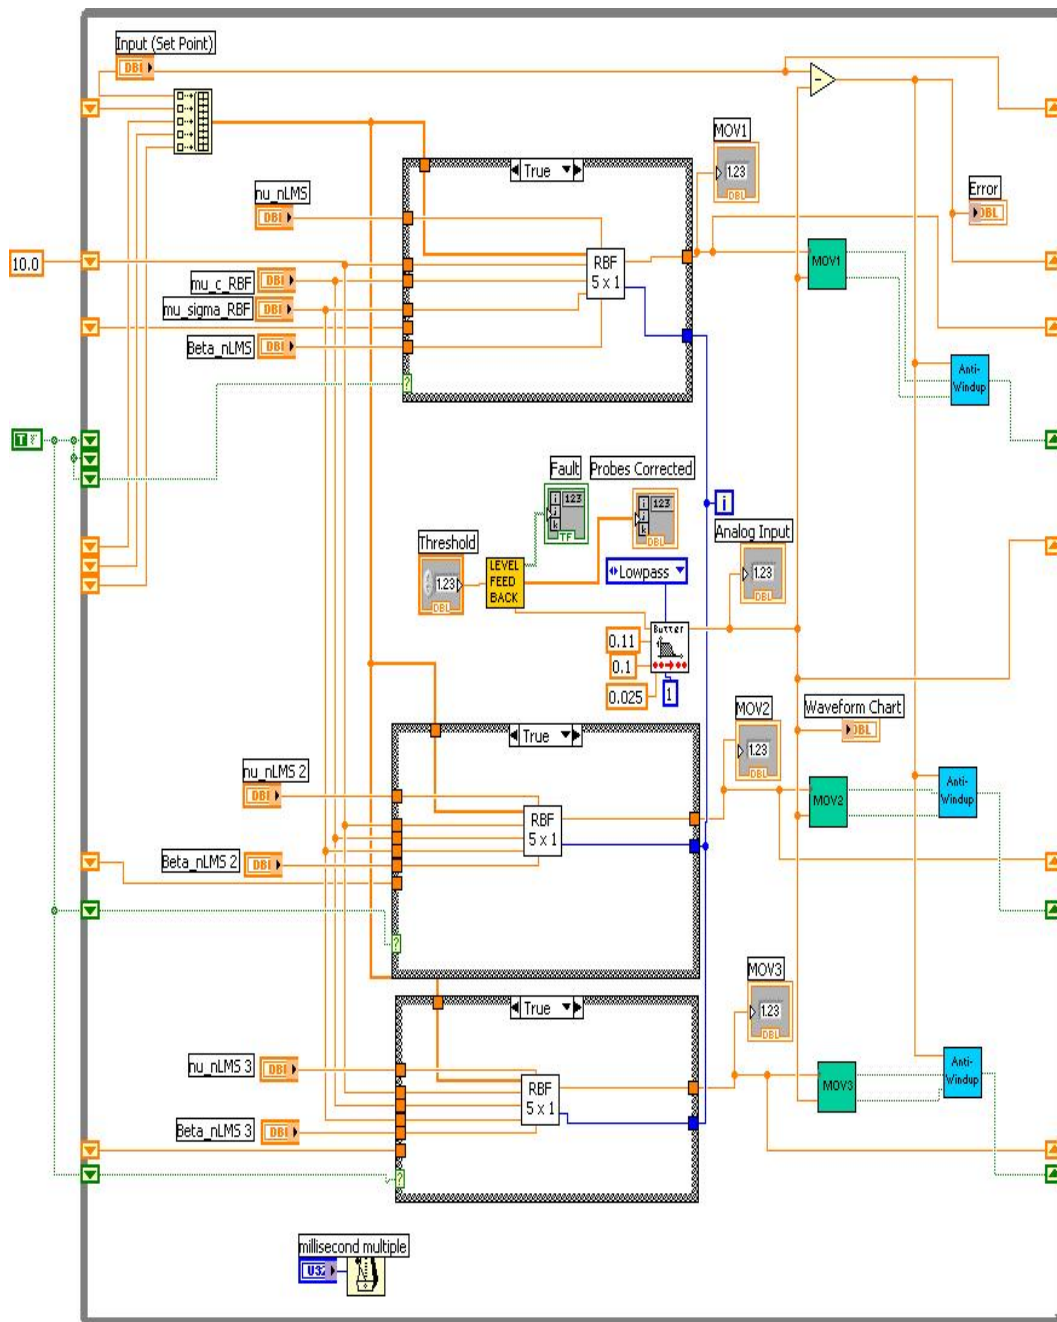 Input (Set Point)
DBl
MOV1
1.23
DBL
True
nu_nLMS
DBl
Error
DBL
10.0
RBF
5 x 1
MOV1
mu_c_RBF
DBl
mu_sigma_RBF
DBl
Beta_nLMS
DBl
?
Anti-
Windup
T
Fault
i
j
k
123
TF
Probes Corrected
i
j
k
123
DBL
i
Analog Input
1.23
DBL
Threshold
1.23
DBL
LEVEL
FEED
BACK
Lowpass
Butter
0.11
0.1
0.025
1
MOV2
1.23
DBL
Waveform Chart
DBL
True
nu_nLMS 2
DBl
RBF
5 x 1
MOV2
Anti-
Windup
Beta_nLMS 2
DBl
?
MOV3
1.23
DBL
True
nu_nLMS 3
DBl
RBF
5 x 1
MOV3
Anti-
Windup
Beta_nLMS 3
DBl
?
millisecond multiple
U32